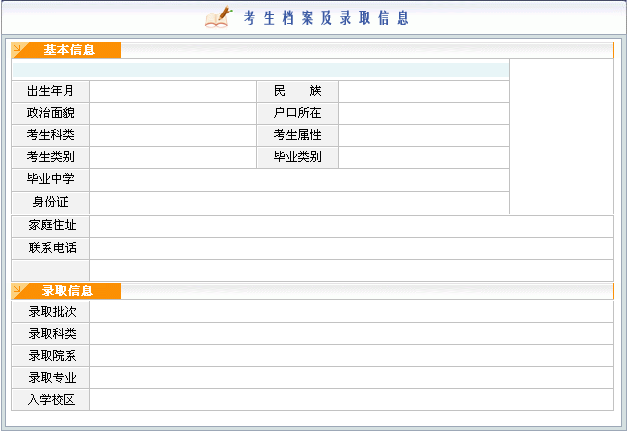 考生档案及录取信息
基本信息
出生年月 民 族
政治面貌 户口所在
考生科类 考生属性
考生类别 毕业类别
毕业中学
身份证
家庭住址
联系电话
录取信息
录取批次
录取科类
录取院系
录取专业
入学校区